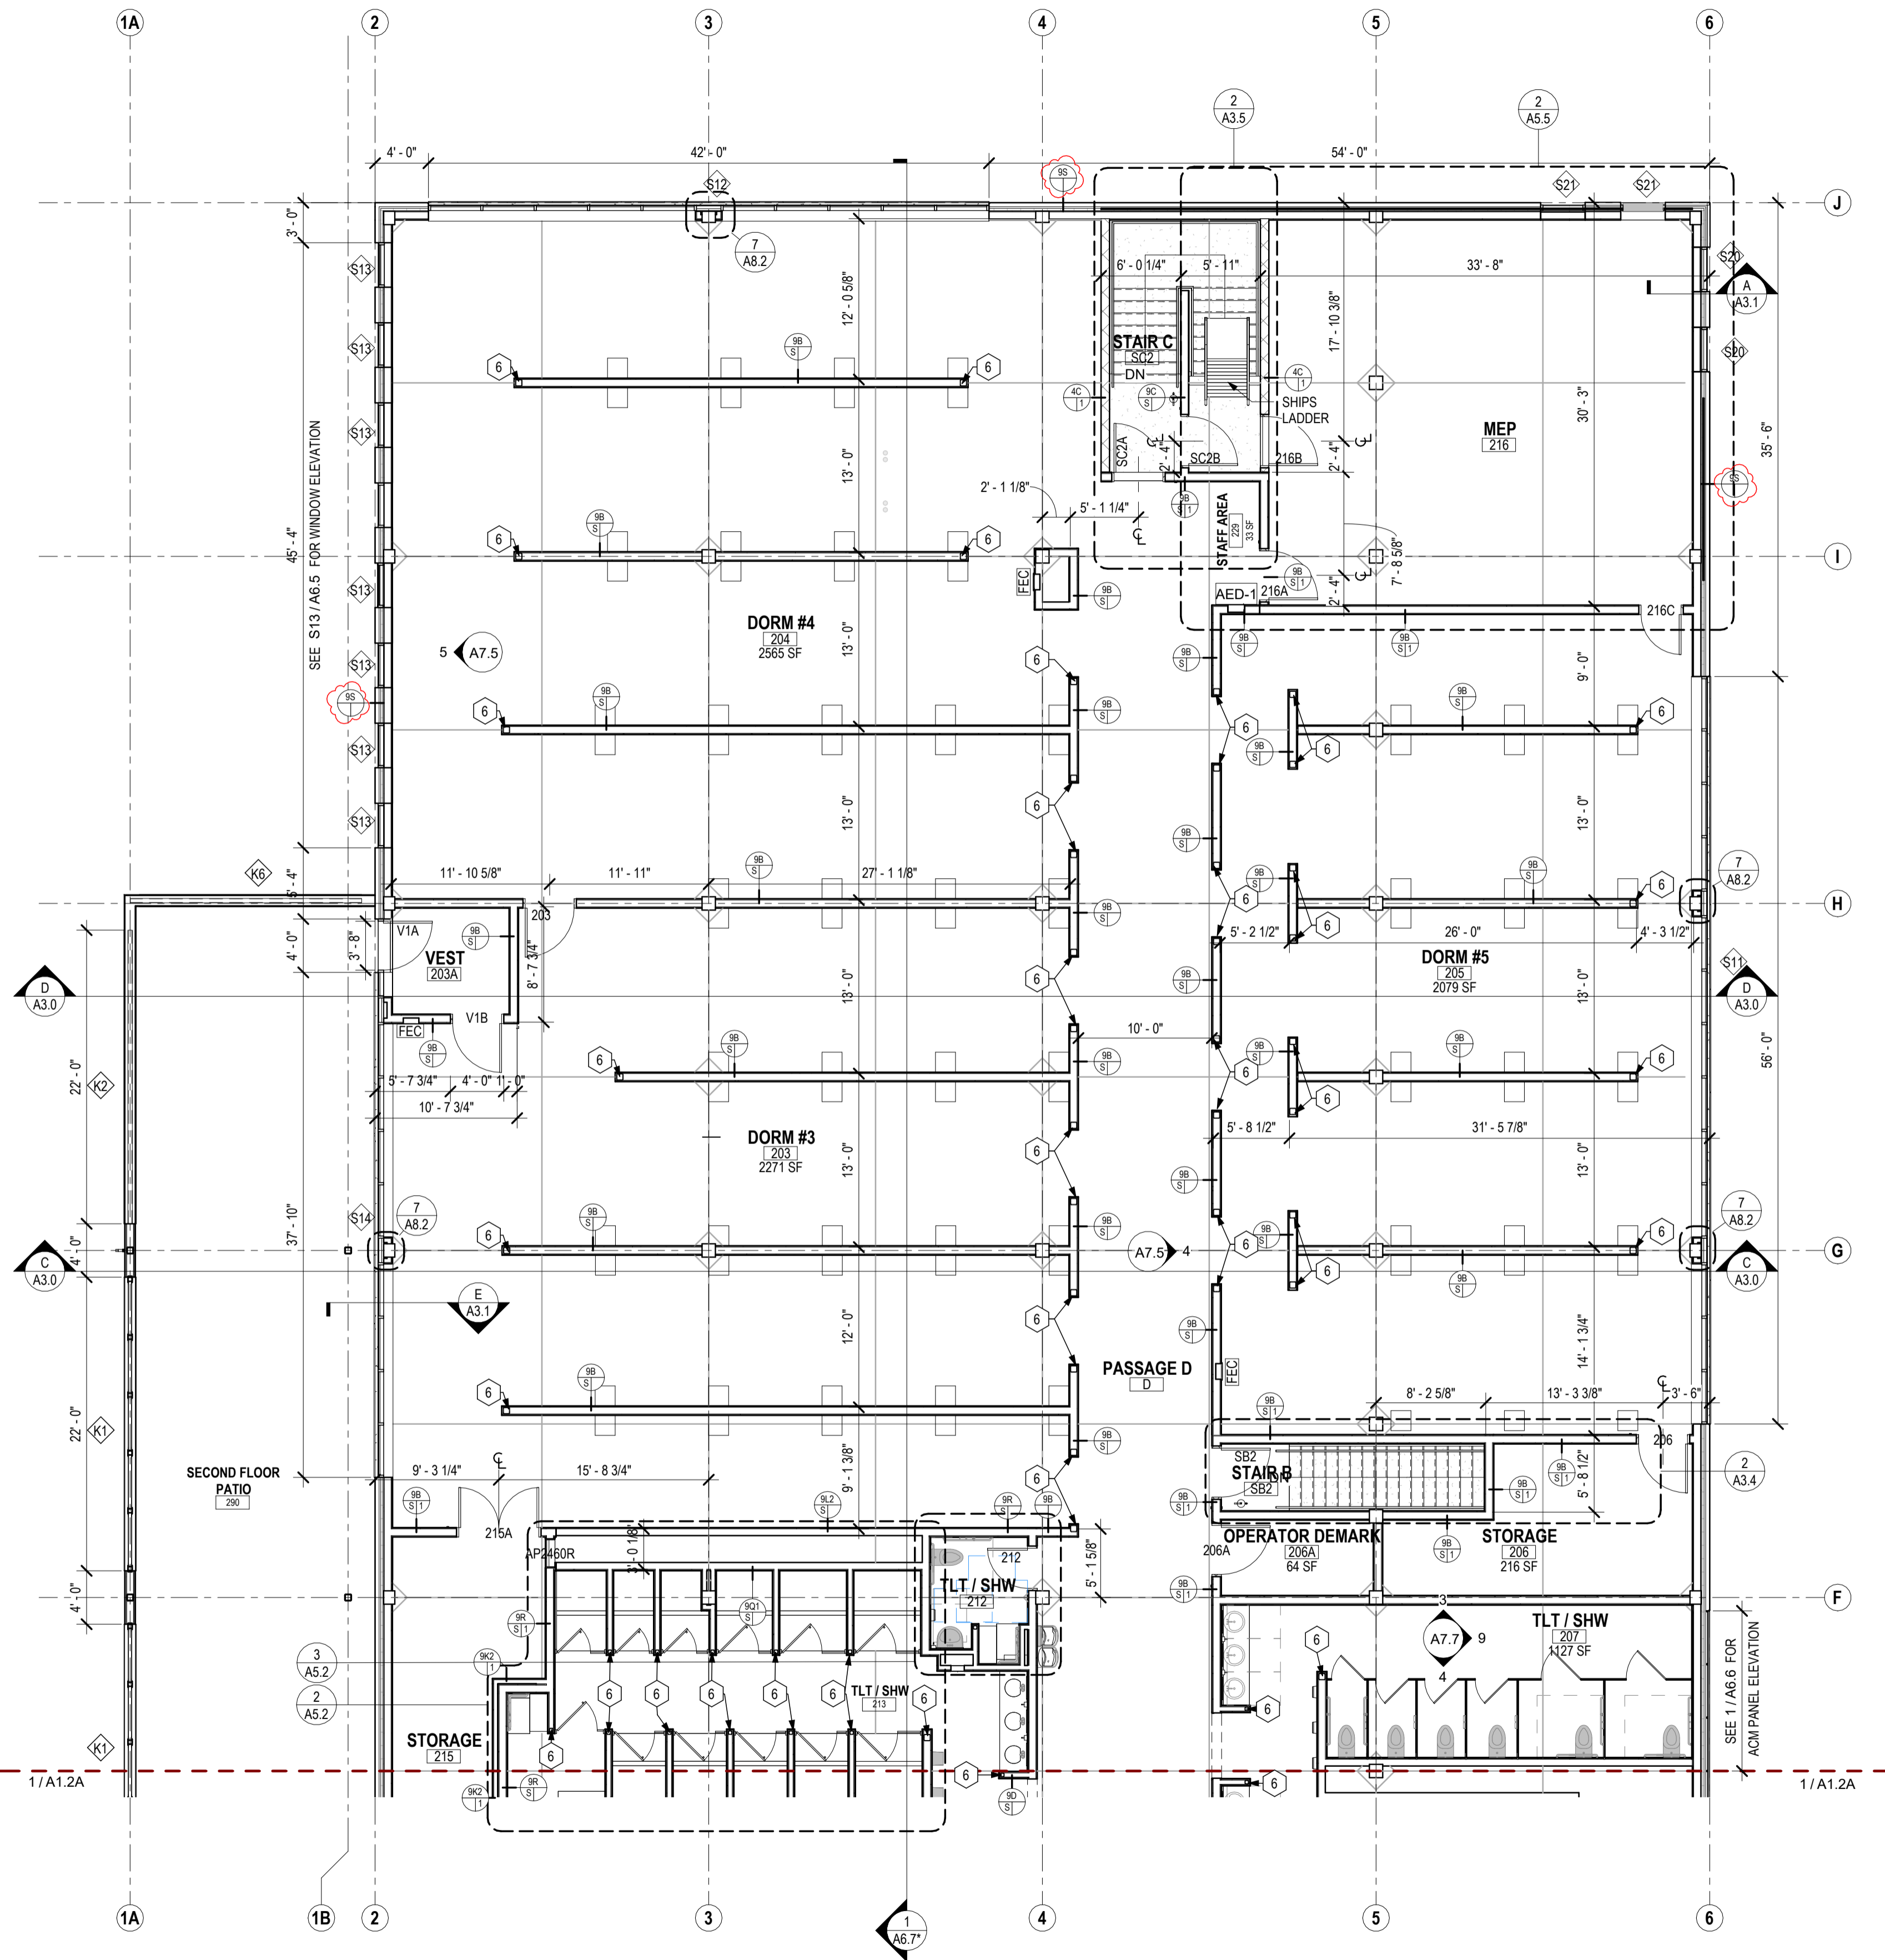 1A
2
3
4
5
6
2
A3.5
2
A5.5
4' - 0"
42' - 0"
54' - 0"
9S
S12
S21
S21
J
3' - 0"
7
A8.2
S13
6' - 0 1/4"
5' - 11"
33' - 8"
S20
A
A3.1
12' - 0 5/8"
17' - 10 3/8"
S13
9B
S
STAIR C
SC2
DN
S20
6
6
4C
1
9C
S
4C
1
SHIPS
LADDER
30' - 3"
35' - 6"
SEE S13 / A6.5 FOR WINDOW ELEVATION
45' - 4"
S13
13' - 0"
MEP
216
SC2A
2' - 4"
SC2B
216B
2' - 4"
2' - 1 1/8"
5' - 1 1/4"
9B
S 1
STAFF AREA
229
33 SF
9S
6
9B
S
6
I
7' - 8 5/8"
FEC
9B
S
AED-1
216A
9B
S 1
2' - 4"
216C
S13
DORM #4
204
2565 SF
13' - 0"
5
A7.5
9B
S
9B
S
9B
S 1
9' - 0"
S13
6
9S
6
9B
S
9B
S
9B
S
6
S13
6
9B
S
6
S13
6
13' - 0"
9B
S
13' - 0"
56' - 0"
K6
5' - 4"
11' - 10 5/8"
11' - 11"
9B
S
27' - 1 1/8"
9B
S
9B
S
6
7
A8.2
H
203
V1A
9B
S
9B
S
6
6
4' - 0"
3' - 8"
VEST
203A
8' - 7 3/4"
5' - 2 1/2"
26' - 0"
4' - 3 1/2"
DORM #5
205
2079 SF
S11
D
A3.0
6
13' - 0"
9B
S
13' - 0"
D
A3.0
V1B
FEC
9B
S
10' - 0"
9B
S
6
9B
S
9B
S
9B
S
6
6
22' - 0"
K2
5' - 7 3/4"
4' - 0"
1' - 0"
10' - 7 3/4"
6
DORM #3
203
2271 SF
13' - 0"
6
5' - 8 1/2"
31' - 5 7/8"
13' - 0"
9B
S
37' - 10"
S14
7
A8.2
6
9B
S
9B
S
A7.5
4
6
9B
S
6
7
A8.2
G
4' - 0"
C
A3.0
6
9B
S
C
A3.0
E
A3.1
12' - 0"
6
9B
S
14' - 1 3/4"
PASSAGE D
D
FEC
6
9B
S
8' - 2 5/8"
13' - 3 3/8"
3' - 6"
22' - 0"
K1
9B
S
9B
S 1
206
SECOND FLOOR
PATIO
290
9' - 3 1/4"
15' - 8 3/4"
9' - 1 3/8"
6
SB2
STAIR B
DN
SB2
9B
S 1
9B
S 1
5' - 8 1/2"
2
A3.4
9B
S 1
9L2
S 1
9R
S 1
9B
S 1
9B
S 1
215A
AP2460R
3' - 0 1/8"
212
5' - 1 5/8"
206A
OPERATOR DEMARK
206A
64 SF
9B
S 1
STORAGE
206
216 SF
TLT / SHW
212
9B
S 1
4' - 0"
F
9R
S 1
9Q1
S
3
A7.7
9
4
TLT / SHW
207
1127 SF
3
A5.2
9K2
1
6
2
A5.2
6
6
6
6
6
TLT / SHW
213
6
6
SEE 1 / A6.6 FOR
ACM PANEL ELEVATION
STORAGE
215
K1
6
6
6
1 / A1.2A
9K2
1
9R
S
9D
S
1 / A1.2A
1A
1B
2
3
1
A6.7*
4
5
6